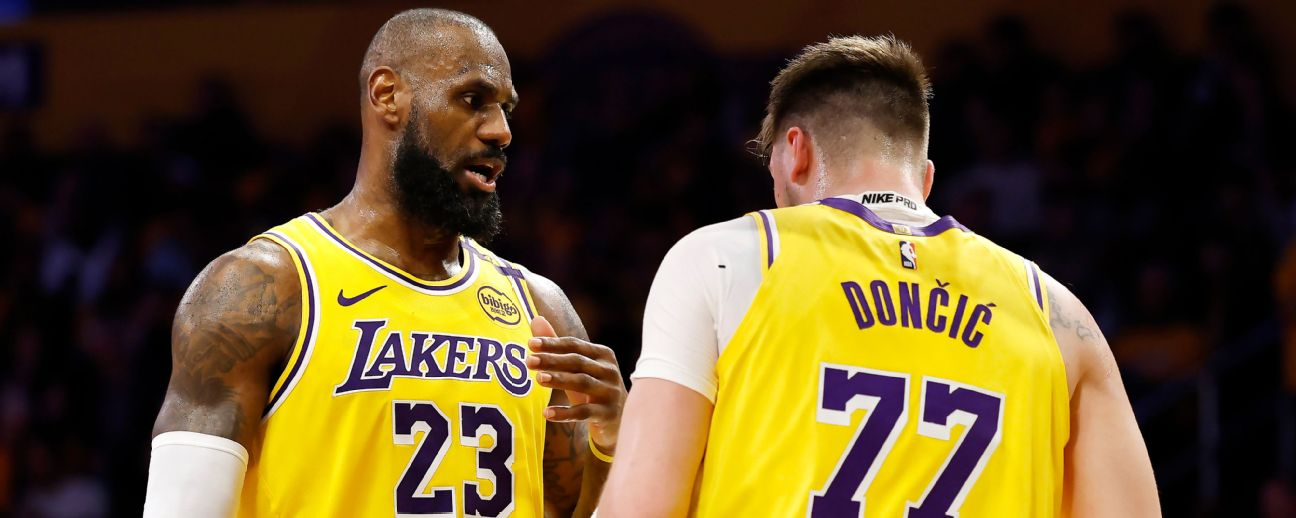 bibigo
LAKERS
23
NIKE PRO
DONČIĆ
77